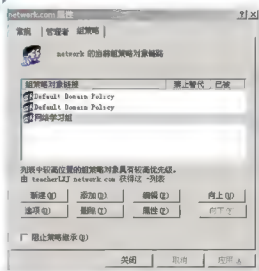 network.com 属性
常规 管理者 组策略
network 的当前组策略对象链路
组策略对象链接 禁止替代 已被
Default Domain Policy
Default Domain Policy
网络学习组
列表中较高位置的组策略对象具有较高优先级。
由 teacherLLJ network com 获得这一列表
新建(N) 添加(D) 编辑(E) 向上(U)
选项(O) 删除(T) 属性(P) 向下
阻止策略继承(B)
关闭 取消 应用(A)